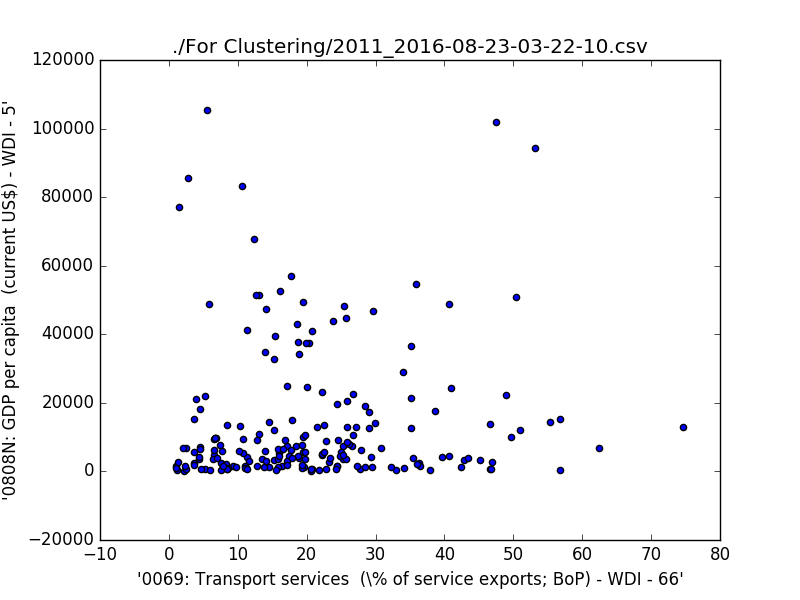 ./For Clustering/2011_2016-08-23-03-22-10.csv
120000
100000
80000
60000
40000
20000
0
−20000
'0808N: GDP per capita  (current US$) - WDI - 5'
−10 0 10 20 30 40 50 60 70 80
'0069: Transport services  (\% of service exports; BoP) - WDI - 66'